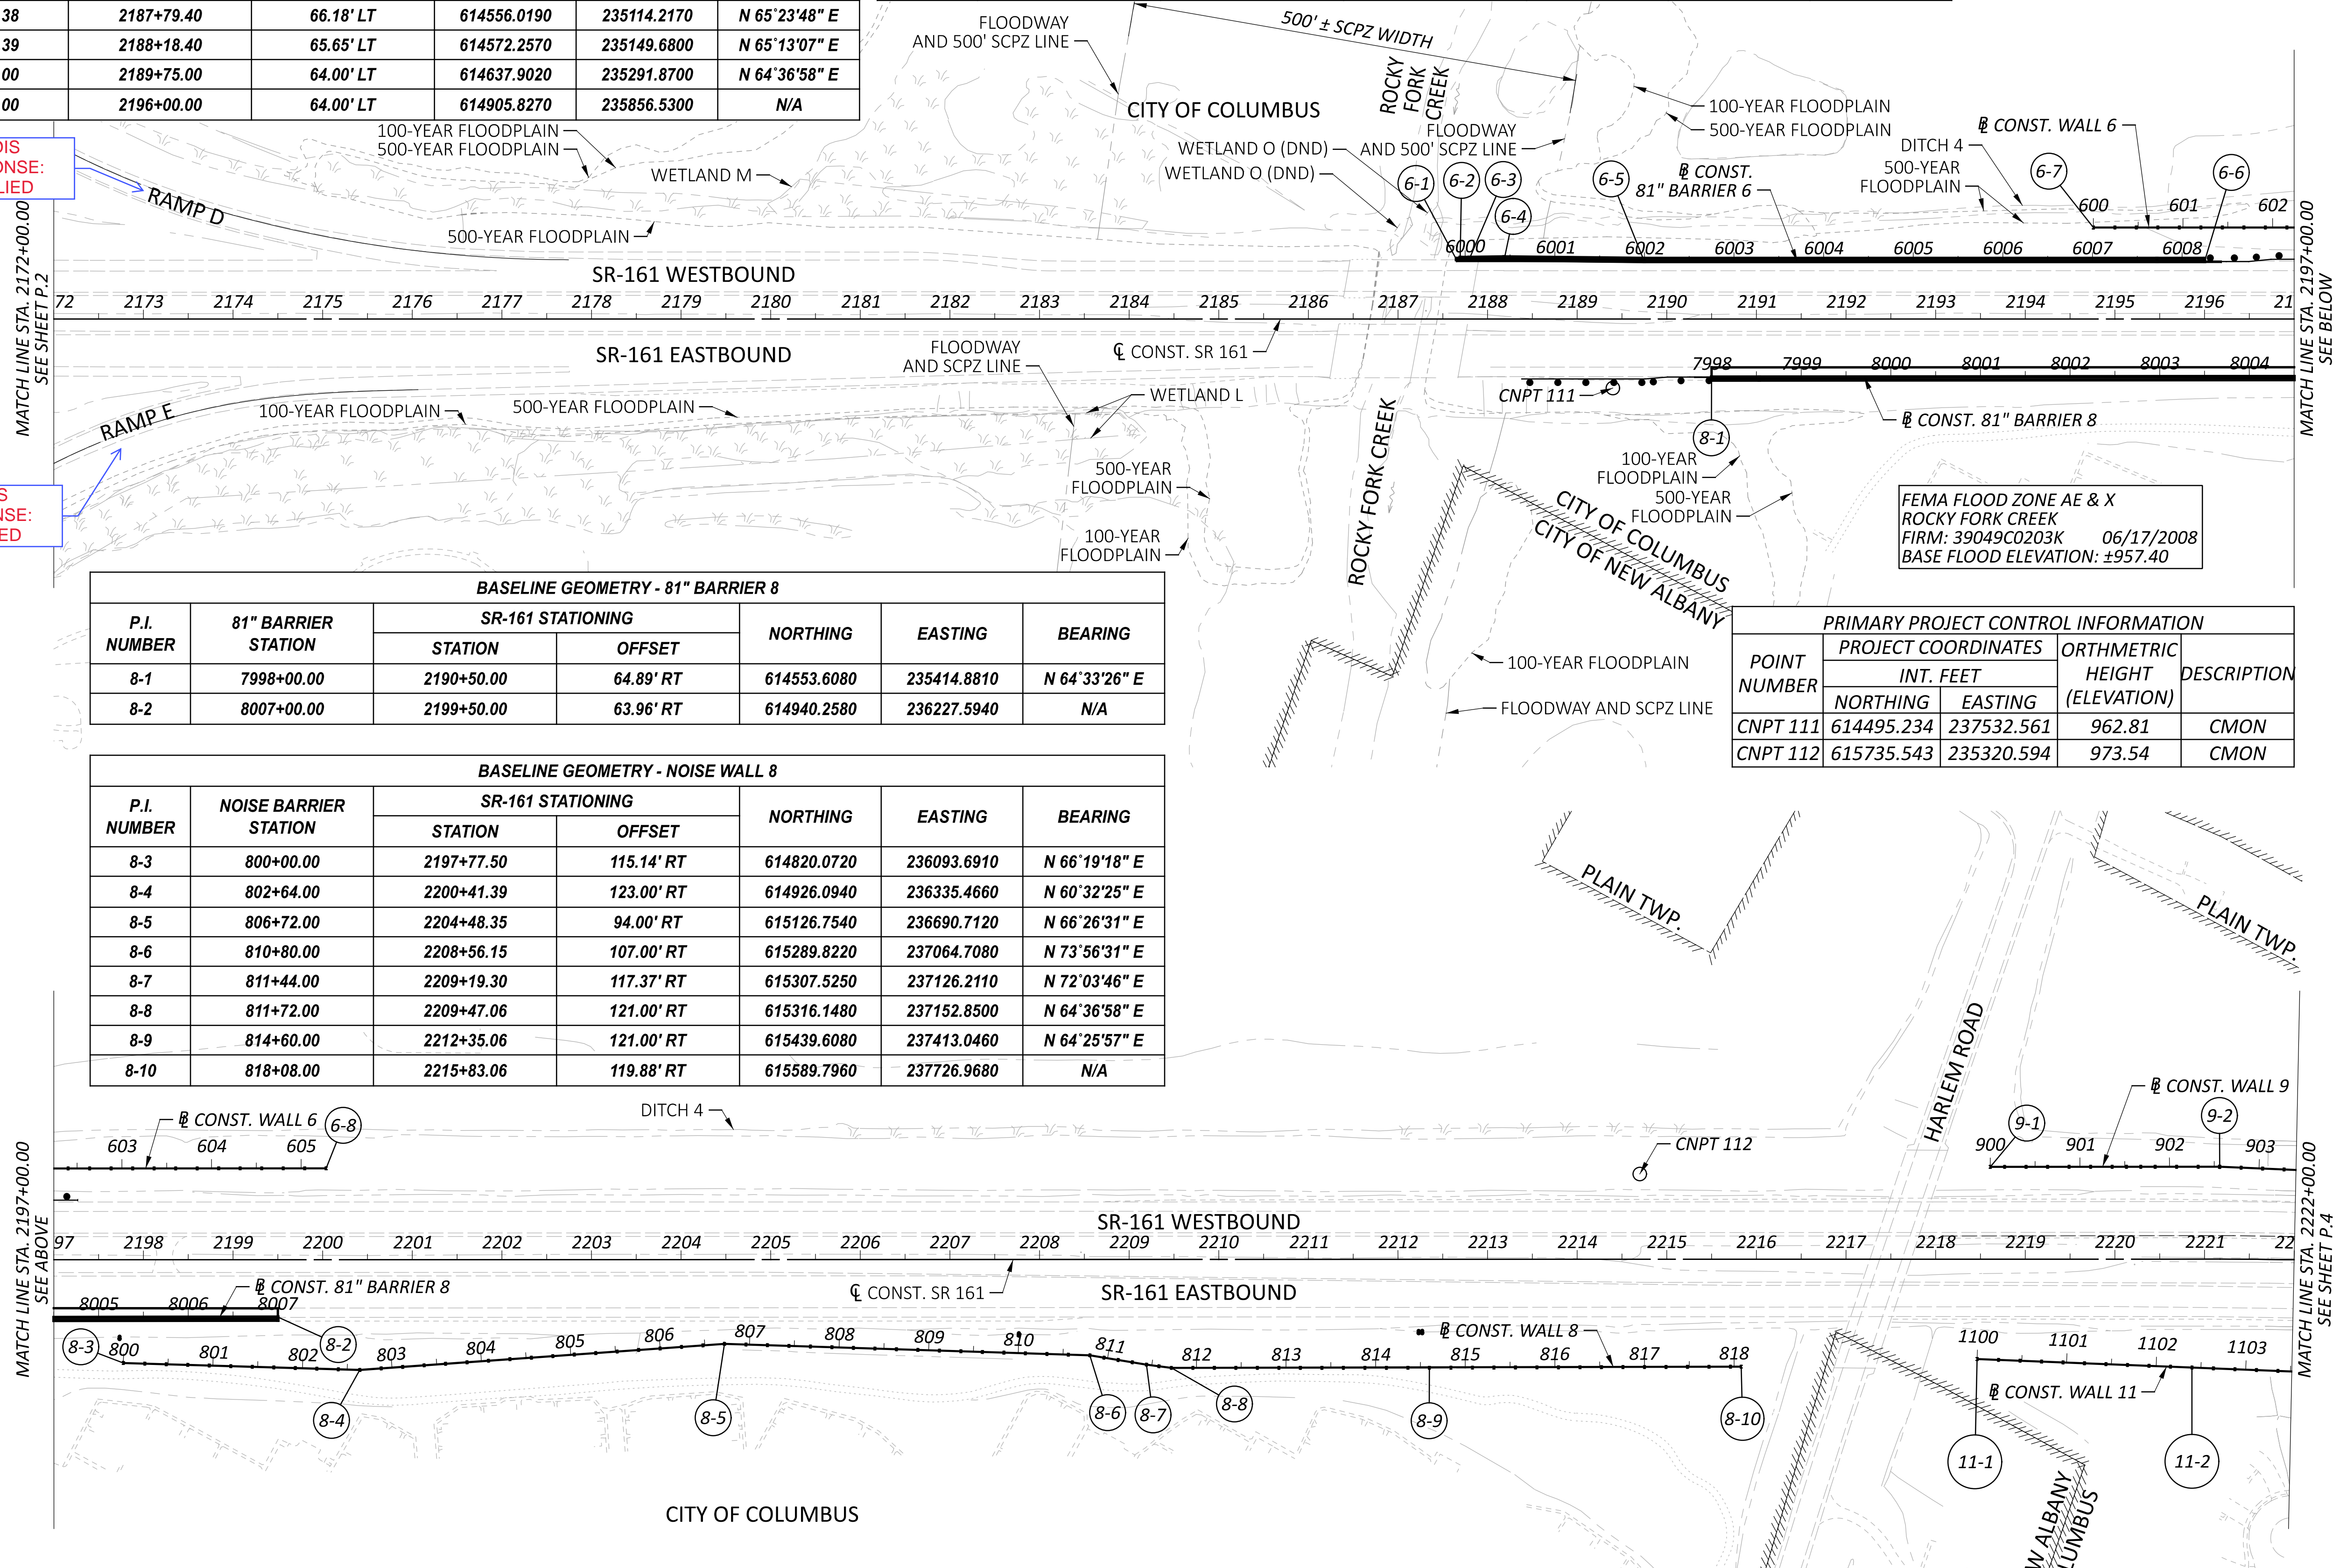 38 2187+79.40 66.18' LT 614556.0190 235114.2170 N 65°23'48" E
39 2188+18.40 65.65' LT 614572.2570 235149.6800 N 65°13'07" E
00 2189+75.00 64.00' LT 614637.9020 235291.8700 N 64°36'58" E
00 2196+00.00 64.00' LT 614905.8270 235856.5300 N/A
FLOODWAY
AND 500' SCPZ LINE
500' ± SCPZ WIDTH
ROCKY
FORK
CREEK
CITY OF COLUMBUS
100-YEAR FLOODPLAIN
500-YEAR FLOODPLAIN
WETLAND M
500-YEAR FLOODPLAIN
WETLAND O (DND)
WETLAND O (DND)
FLOODWAY
AND 500' SCPZ LINE
100-YEAR FLOODPLAIN
500-YEAR FLOODPLAIN
DITCH 4
500-YEAR
FLOODPLAIN
BL CONST. WALL 6
BL CONST.
81" BARRIER 6
6-1 6-2 6-3 6-4 6-5 6-7 6-6
600 601 602
6000 6001 6002 6003 6004 6005 6006 6007 6008
RAMP D
SR-161 WESTBOUND
MATCH LINE STA. 2172+00.00
SEE SHEET P.2
72 2173 2174 2175 2176 2177 2178 2179 2180 2181 2182 2183 2184 2185 2186 2187 2188 2189 2190 2191 2192 2193 2194 2195 2196 21
MATCH LINE STA. 2197+00.00
SEE BELOW
SR-161 EASTBOUND
FLOODWAY
AND SCPZ LINE
CL CONST. SR 161
7998 7999 8000 8001 8002 8003 8004
CNPT 111
WETLAND L
RAMP E
100-YEAR FLOODPLAIN
500-YEAR FLOODPLAIN
8-1
BL CONST. 81" BARRIER 8
500-YEAR
FLOODPLAIN
100-YEAR
FLOODPLAIN
ROCKY FORK CREEK
100-YEAR
FLOODPLAIN
500-YEAR
FLOODPLAIN
CITY OF COLUMBUS
CITY OF NEW ALBANY
FEMA FLOOD ZONE AE & X
ROCKY FORK CREEK
FIRM: 39049C0203K 06/17/2008
BASE FLOOD ELEVATION: ±957.40
BASELINE GEOMETRY - 81" BARRIER 8
P.I. NUMBER 81" BARRIER STATION SR-161 STATIONING NORTHING EASTING BEARING
STATION OFFSET
8-1 7998+00.00 2190+50.00 64.89' RT 614553.6080 235414.8810 N 64°33'26" E
8-2 8007+00.00 2199+50.00 63.96' RT 614940.2580 236227.5940 N/A
100-YEAR FLOODPLAIN
FLOODWAY AND SCPZ LINE
PRIMARY PROJECT CONTROL INFORMATION
POINT NUMBER PROJECT COORDINATES ORTHMETRIC HEIGHT (ELEVATION) DESCRIPTION
INT. FEET
NORTHING EASTING
CNPT 111 614495.234 237532.561 962.81 CMON
CNPT 112 615735.543 235320.594 973.54 CMON
BASELINE GEOMETRY - NOISE WALL 8
P.I. NUMBER NOISE BARRIER STATION SR-161 STATIONING NORTHING EASTING BEARING
STATION OFFSET
8-3 800+00.00 2197+77.50 115.14' RT 614820.0720 236093.6910 N 66°19'18" E
8-4 802+64.00 2200+41.39 123.00' RT 614926.0940 236335.4660 N 60°32'25" E
8-5 806+72.00 2204+48.35 94.00' RT 615126.7540 236690.7120 N 66°26'31" E
8-6 810+80.00 2208+56.15 107.00' RT 615289.8220 237064.7080 N 73°56'31" E
8-7 811+44.00 2209+19.30 117.37' RT 615307.5250 237126.2110 N 72°03'46" E
8-8 811+72.00 2209+47.06 121.00' RT 615316.1480 237152.8500 N 64°36'58" E
8-9 814+60.00 2212+35.06 121.00' RT 615439.6080 237413.0460 N 64°25'57" E
8-10 818+08.00 2215+83.06 119.88' RT 615589.7960 237726.9680 N/A
PLAIN TWP.
PLAIN TWP.
HARLEM ROAD
BL CONST. WALL 6
6-8
603 604 605
DITCH 4
CNPT 112
9-1
BL CONST. WALL 9
9-2
900 901 902 903
MATCH LINE STA. 2197+00.00
SEE ABOVE
SR-161 WESTBOUND
97 2198 2199 2200 2201 2202 2203 2204 2205 2206 2207 2208 2209 2210 2211 2212 2213 2214 2215 2216 2217 2218 2219 2220 2221 22
MATCH LINE STA. 2222+00.00
SEE SHEET P.4
BL CONST. 81" BARRIER 8
CL CONST. SR 161
SR-161 EASTBOUND
8005 8006 8007
8-3 8-2
BL CONST. WALL 8
800 801 802 803 804 805 806 807 808 809 810 811 812 813 814 815 816 817 818
1100 1101 1102 1103
BL CONST. WALL 11
8-4 8-5 8-6 8-7 8-8 8-9 8-10
11-1 11-2
CITY OF COLUMBUS
W ALBANY
LUMBUS
DIS
ONSE:
LIED
S
NSE:
ED